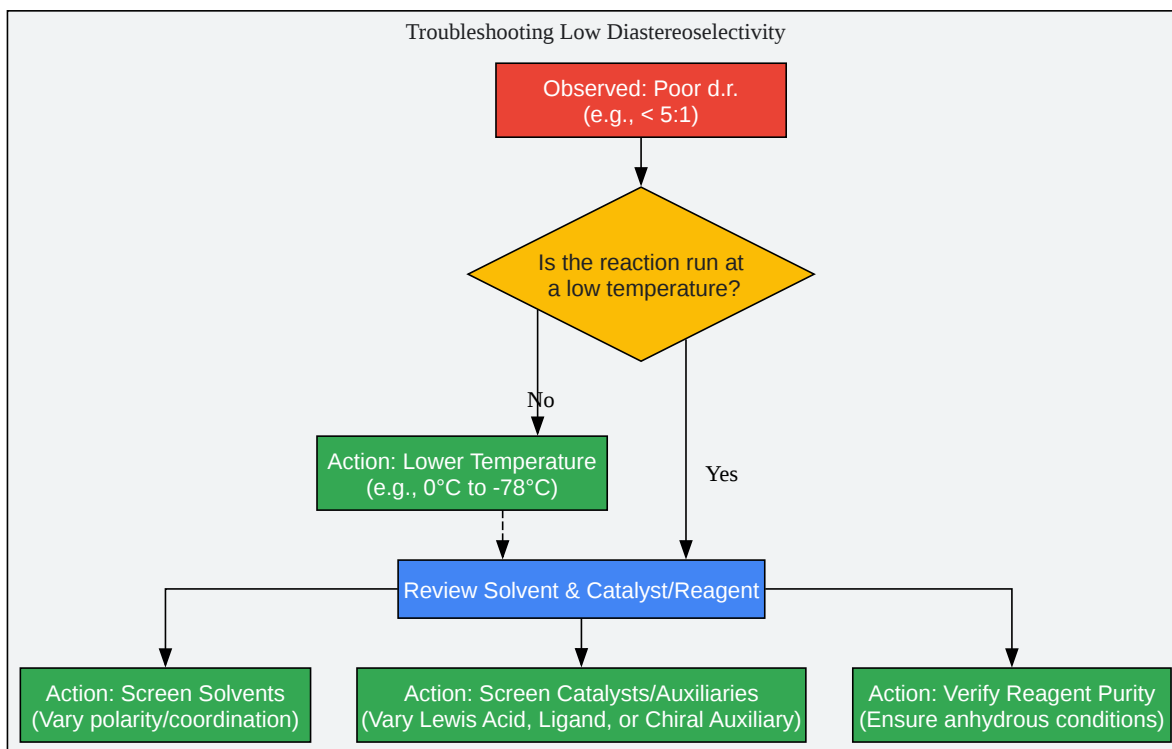 Troubleshooting Low Diastereoselectivity
Observed: Poor d.r.
(e.g., < 5:1)
Is the reaction run at
a low temperature?
No
Action: Lower Temperature
(e.g., 0°C to -78°C)
Yes
Review Solvent & Catalyst/Reagent
Action: Screen Solvents
(Vary polarity/coordination)
Action: Screen Catalysts/Auxiliaries
(Vary Lewis Acid, Ligand, or Chiral Auxiliary)
Action: Verify Reagent Purity
(Ensure anhydrous conditions)